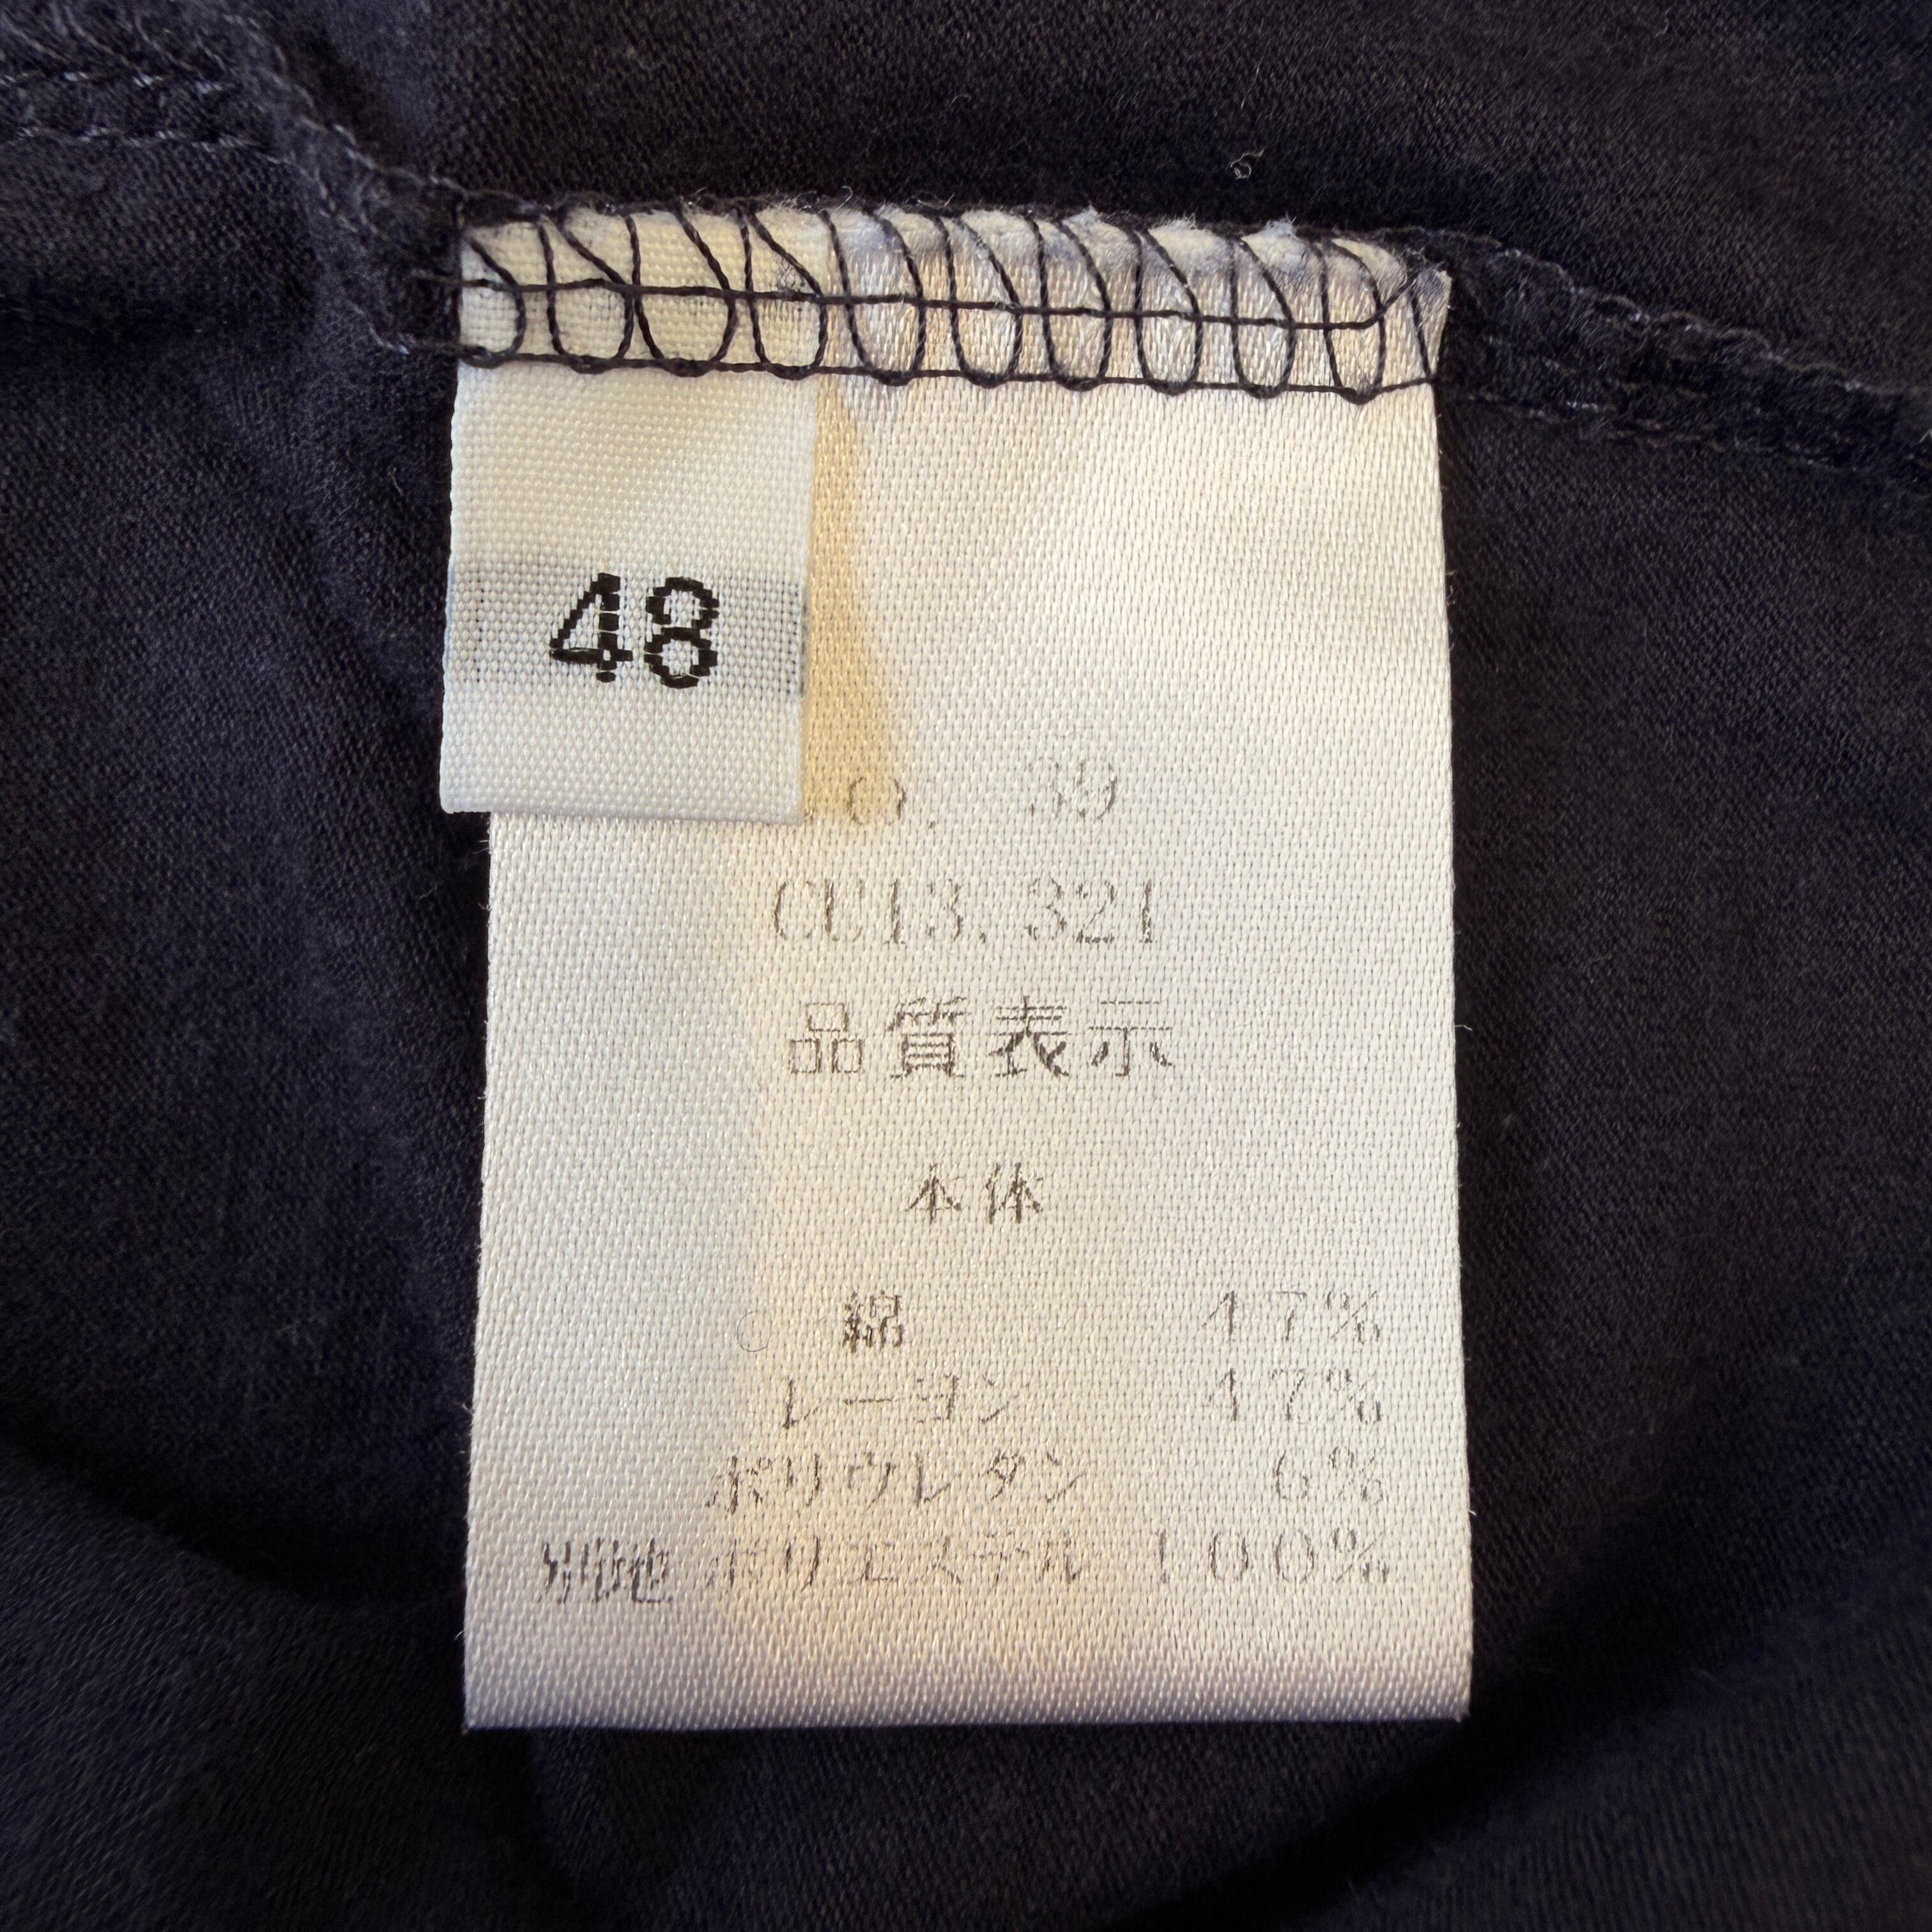 48
o. 39
CU13.321
品質表示
本体
綿 47%
レーヨン 47%
ポリウレタン 6%
別地 ポリエステル 100%